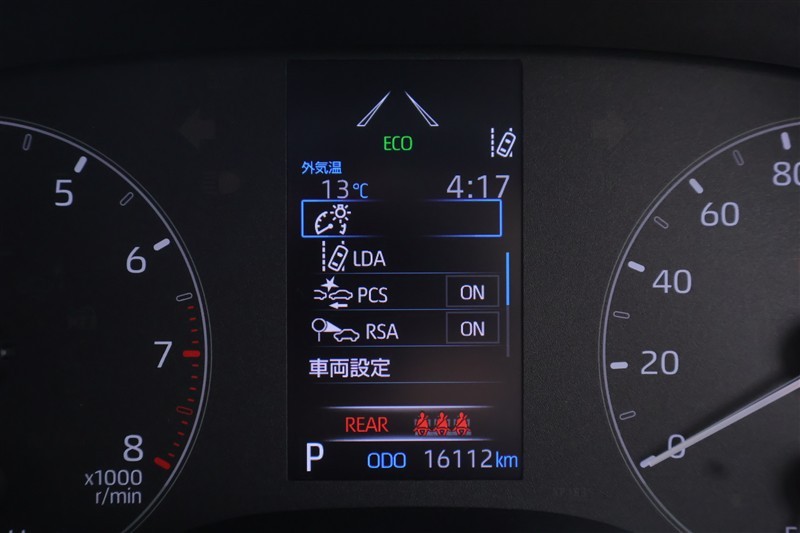 ECO
外気温
13℃ 4:17
LDA
PCS ON
RSA ON
車両設定
REAR
P ODO 16112km
5
6
7
8
x1000
r/min
80
60
40
20
0